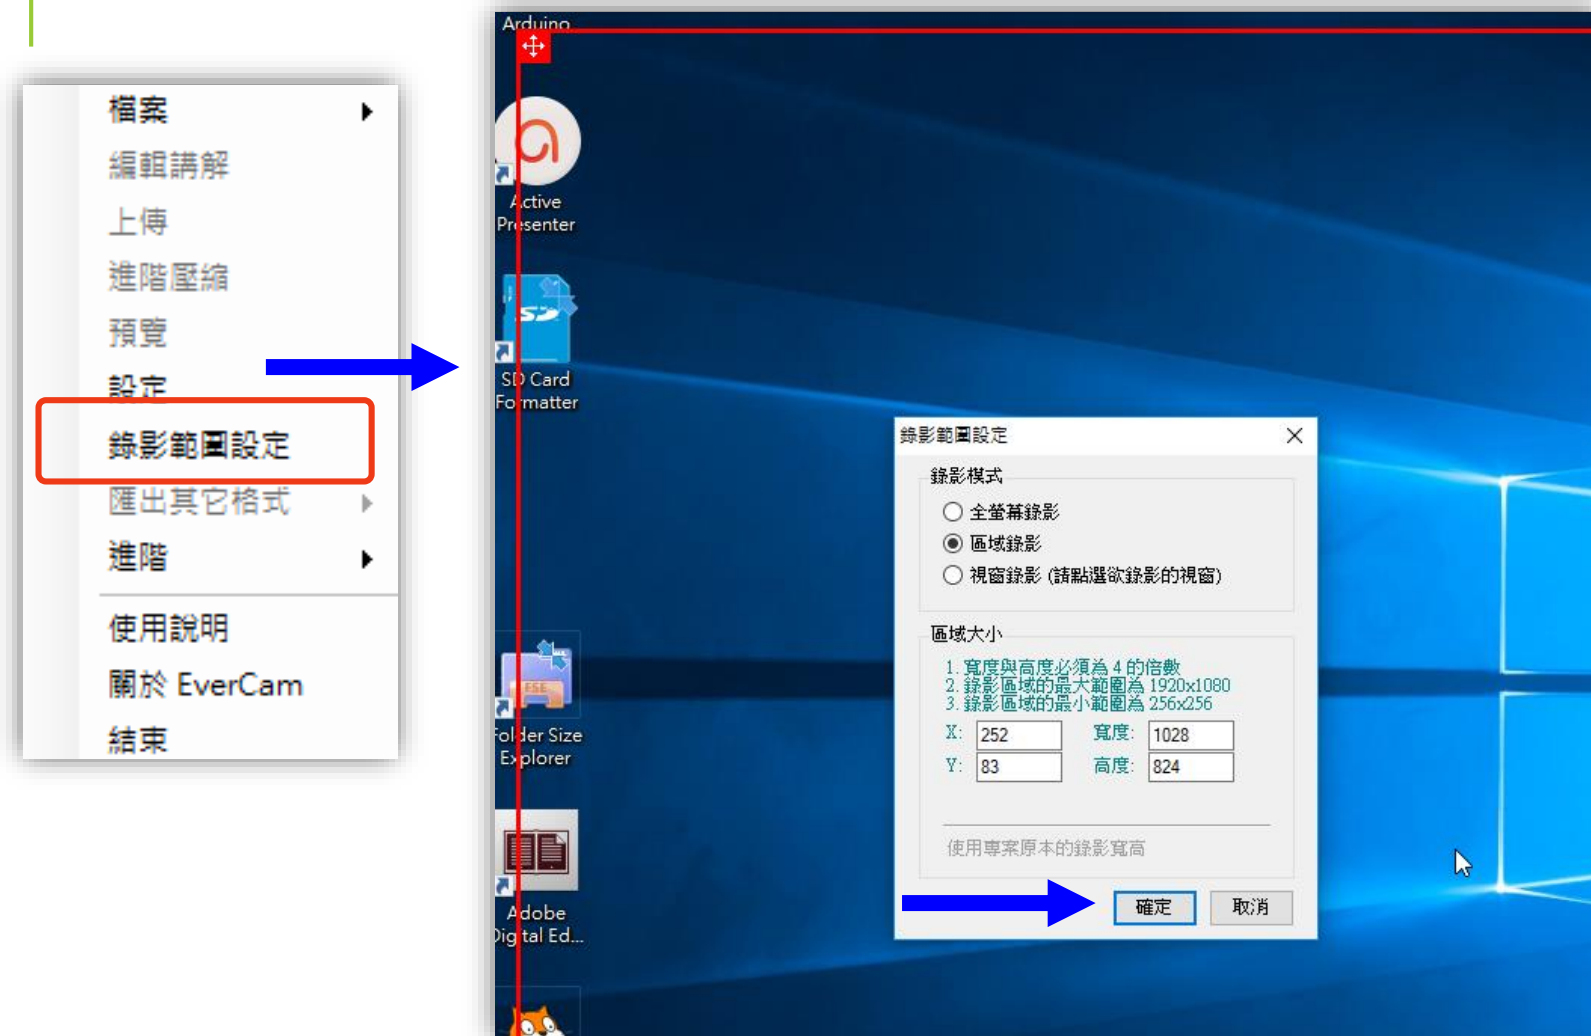 檔案
編輯講解
上傳
進階壓縮
預覽
設定
錄影範圍設定
匯出其它格式
進階
使用說明
關於 EverCam
結束
Arduino
Active
Presenter
SD
SD Card
Formatter
FSE
Folder Size
Explorer
Adobe
Digital Ed...
錄影範圍設定
錄影模式
全螢幕錄影
區域錄影
視窗錄影 (請點選欲錄影的視窗)
區域大小
1. 寬度與高度必須為 4 的倍數
2. 錄影區域的最大範圍為 1920x1080
3. 錄影區域的最小範圍為 256x256
X: 252 寬度: 1028
Y: 83 高度: 824
使用專案原本的錄影寬高
確定 取消